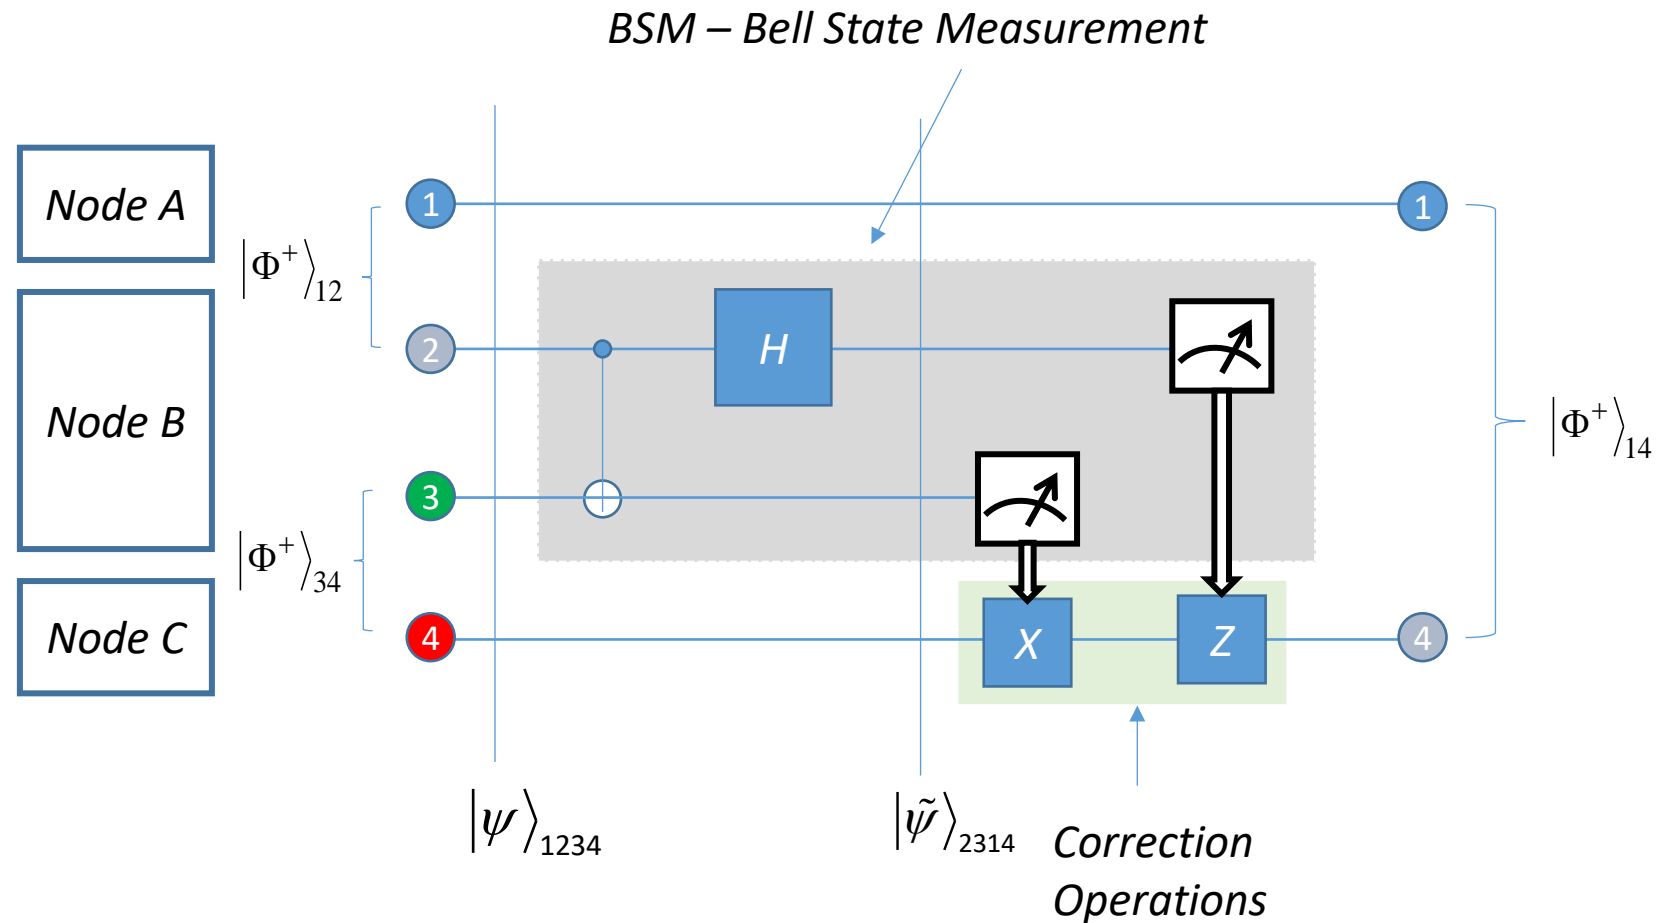 BSM – Bell State Measurement
Node A
1
1
|Φ⁺⟩₁₂
Node B
2
H
|Φ⁺⟩₁₄
3
|Φ⁺⟩₃₄
Node C
4
X
Z
4
|ψ⟩₁₂₃₄
|ψ̃⟩₂₃₁₄
Correction
Operations